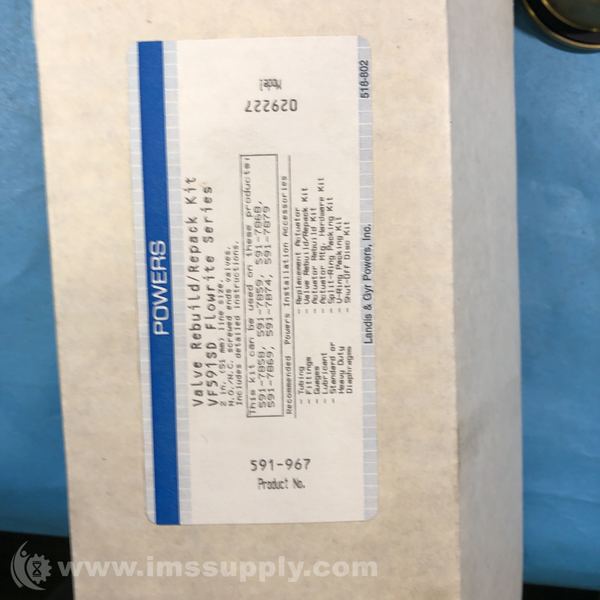 POWERS
Valve Rebuild/Repack Kit
VF591SD Flowrite Series
2 in. (51 mm) line size.
N.O./N.C. screwed ends valves.
Includes detailed instructions.
This kit can be used on these products:
591-7858, 591-7859, 591-7868,
591-7869, 591-7874, 591-7879
Recommended Powers Installation Accessories
- Tubing
- Fittings
- Guages
- Lubricant
- Standard or
Heavy Duty
Diaphragms
- Replacement Actuator
- Valve Rebuild/Repack Kit
- Actuator Rebuild Kit
- Actuator Mtg. Hardware Kit
- Split-Ring Packing Kit
- U-Ring Packing Kit
- Shut-Off Disc Kit
Landis & Gyr Powers, Inc.
518-802
029227
591-967
Product No.
www.imssupply.com